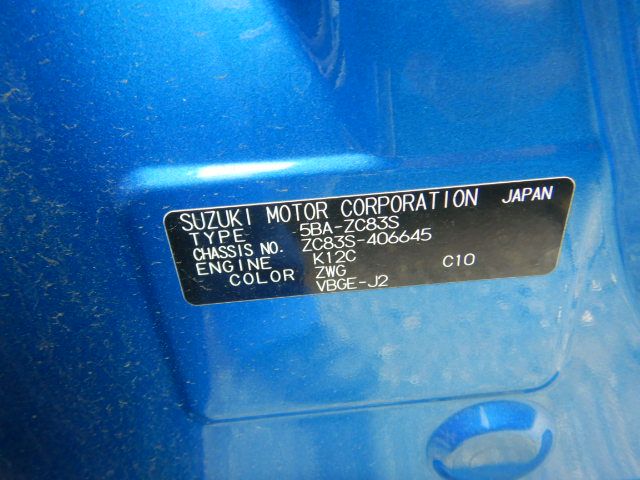 SUZUKI MOTOR CORPORATION JAPAN
TYPE 5BA-ZC83S
CHASSIS NO. ZC83S-406645
ENGINE K12C C10
COLOR ZWG
VBGE-J2